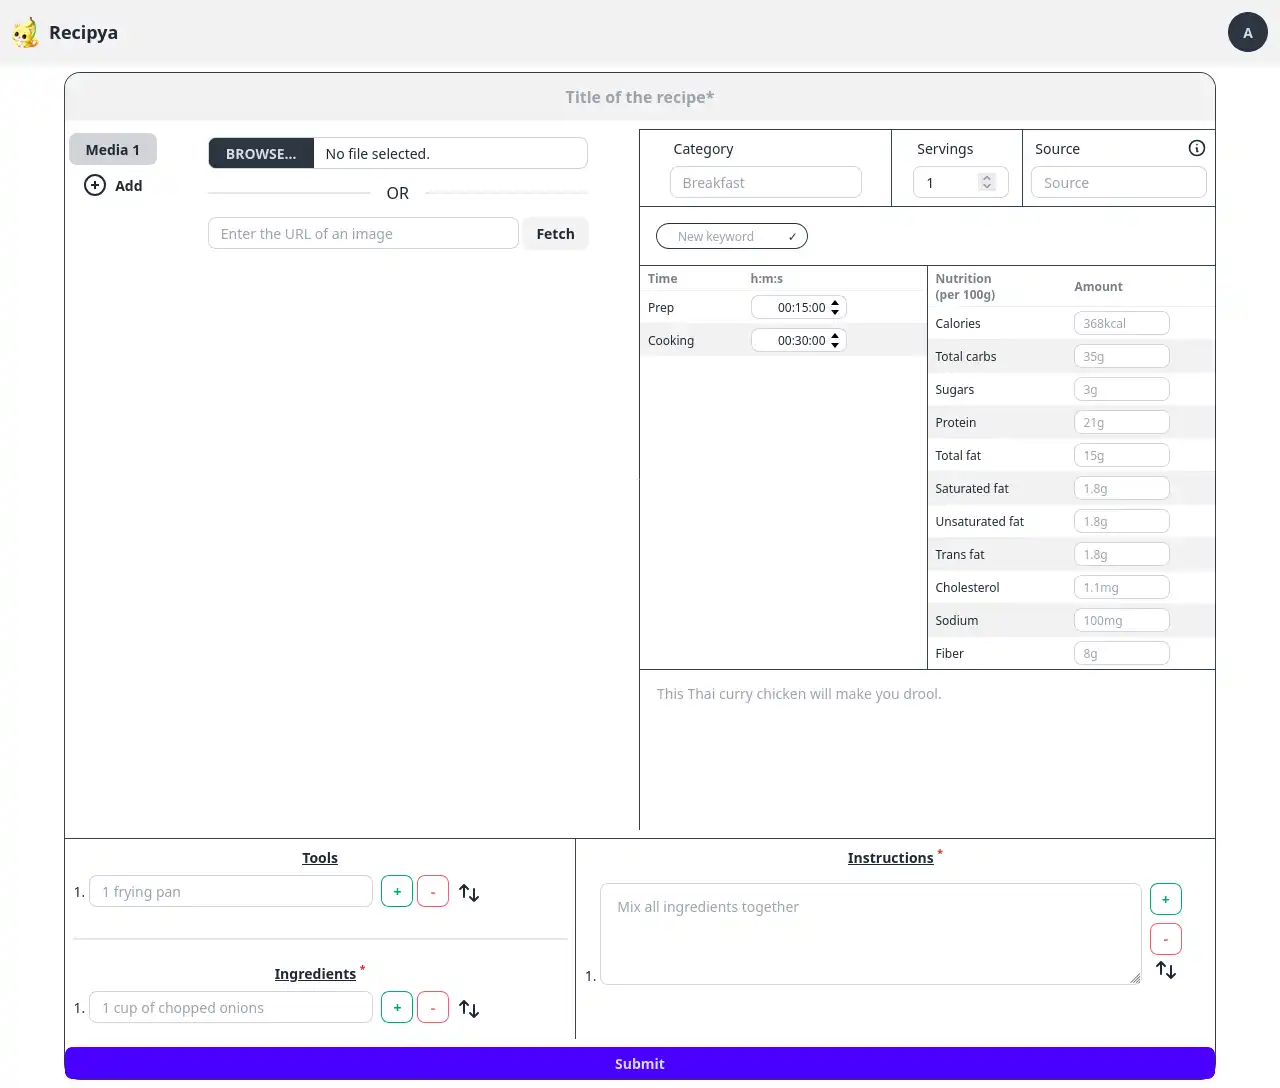 Recipya
A
Title of the recipe*
Media 1
Add
BROWSE... No file selected.
OR
Enter the URL of an image Fetch
Category
Breakfast
Servings
1
Source
Source
New keyword ✓
Time h:m:s
Prep 00:15:00
Cooking 00:30:00
Nutrition
(per 100g) Amount
Calories 368kcal
Total carbs 35g
Sugars 3g
Protein 21g
Total fat 15g
Saturated fat 1.8g
Unsaturated fat 1.8g
Trans fat 1.8g
Cholesterol 1.1mg
Sodium 100mg
Fiber 8g
This Thai curry chicken will make you drool.
Tools
1. 1 frying pan + -
Ingredients *
1. 1 cup of chopped onions + -
Instructions *
1. Mix all ingredients together + -
Submit